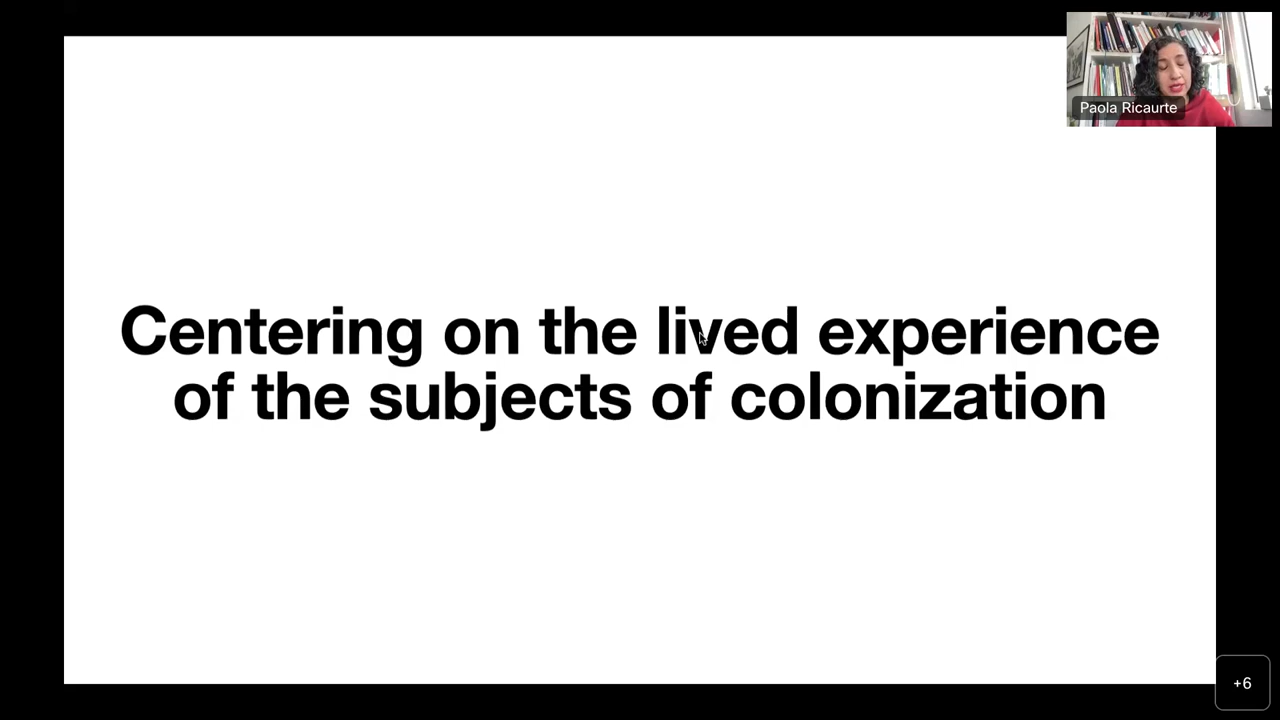 Paola Ricaurte
Centering on the lived experience
of the subjects of colonization
+6